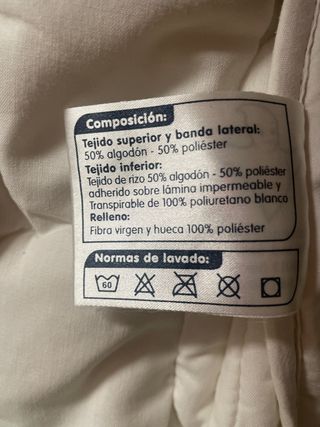 Composición:
Tejido superior y banda lateral:
50% algodón - 50% poliéster
Tejido inferior:
Tejido de rizo 50% algodón - 50% poliéster
adherido sobre lámina impermeable y
Transpirable de 100% poliuretano blanco
Relleno:
Fibra virgen y hueca 100% poliéster
Normas de lavado:
60